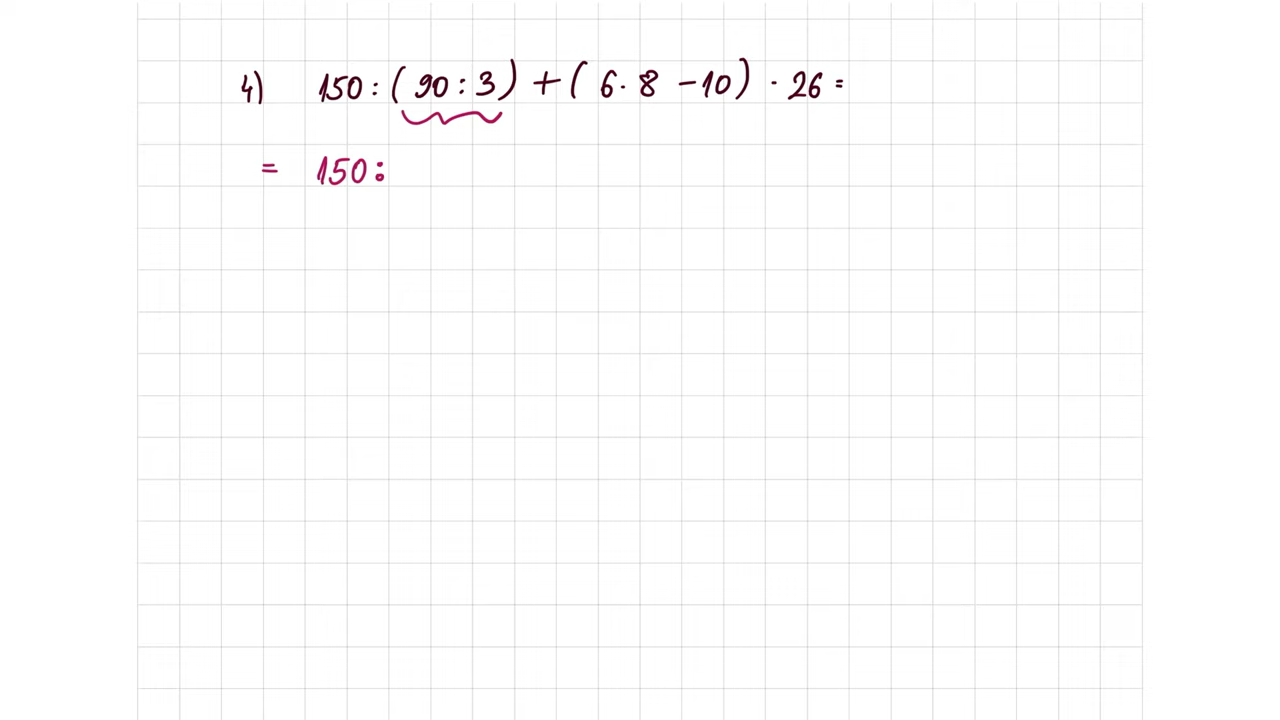 4) 150 : ( 90 : 3 ) + ( 6 · 8 - 10 ) · 26 =
= 150 :